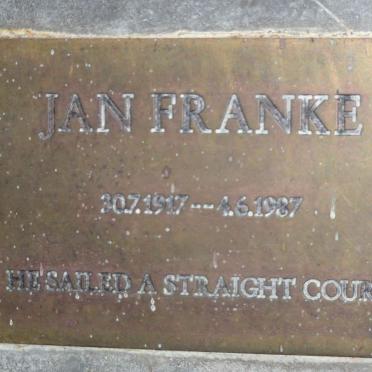 JAN FRANKE
30.7.1917 -- 4.6.1987
HE SAILED A STRAIGHT COUR